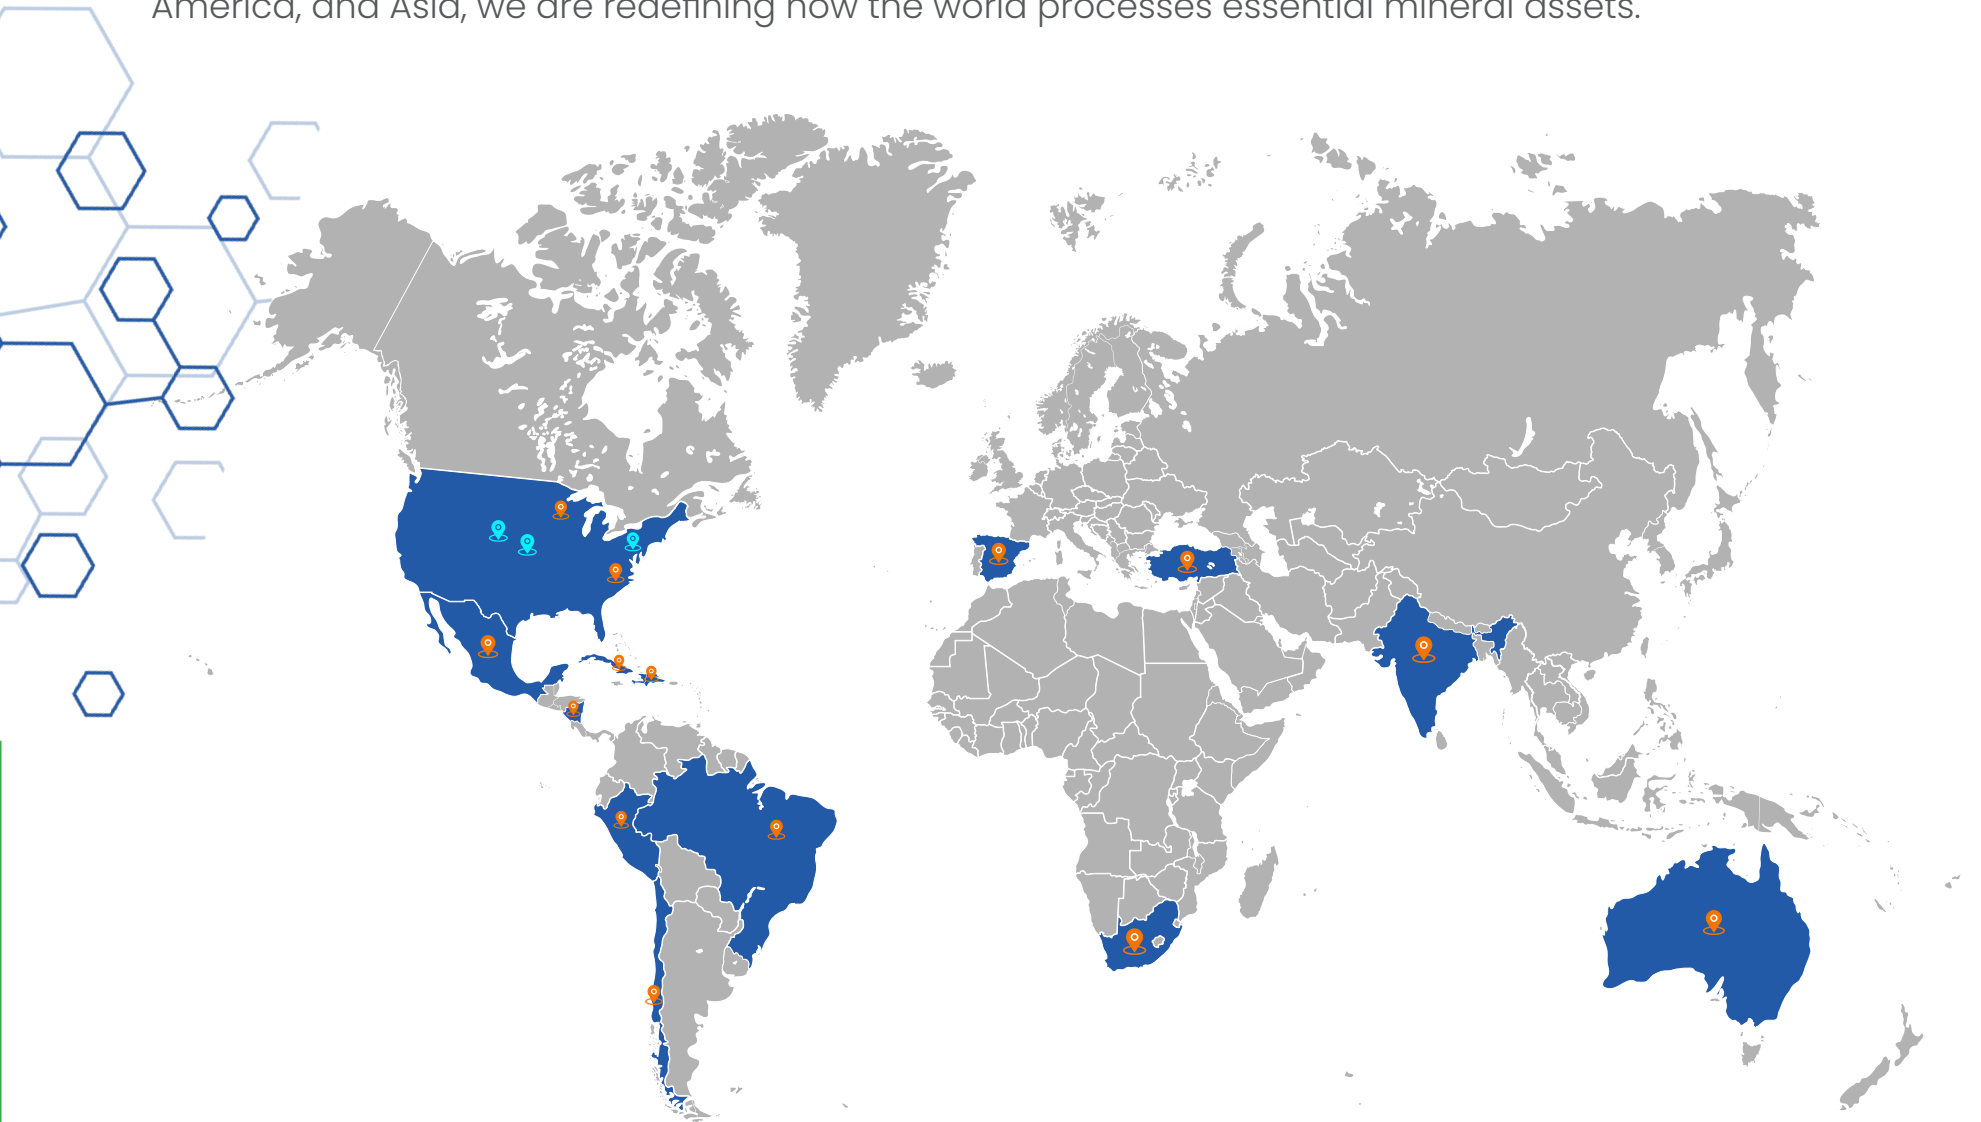 America, and Asia, we are redefining how the world processes essential mineral assets.